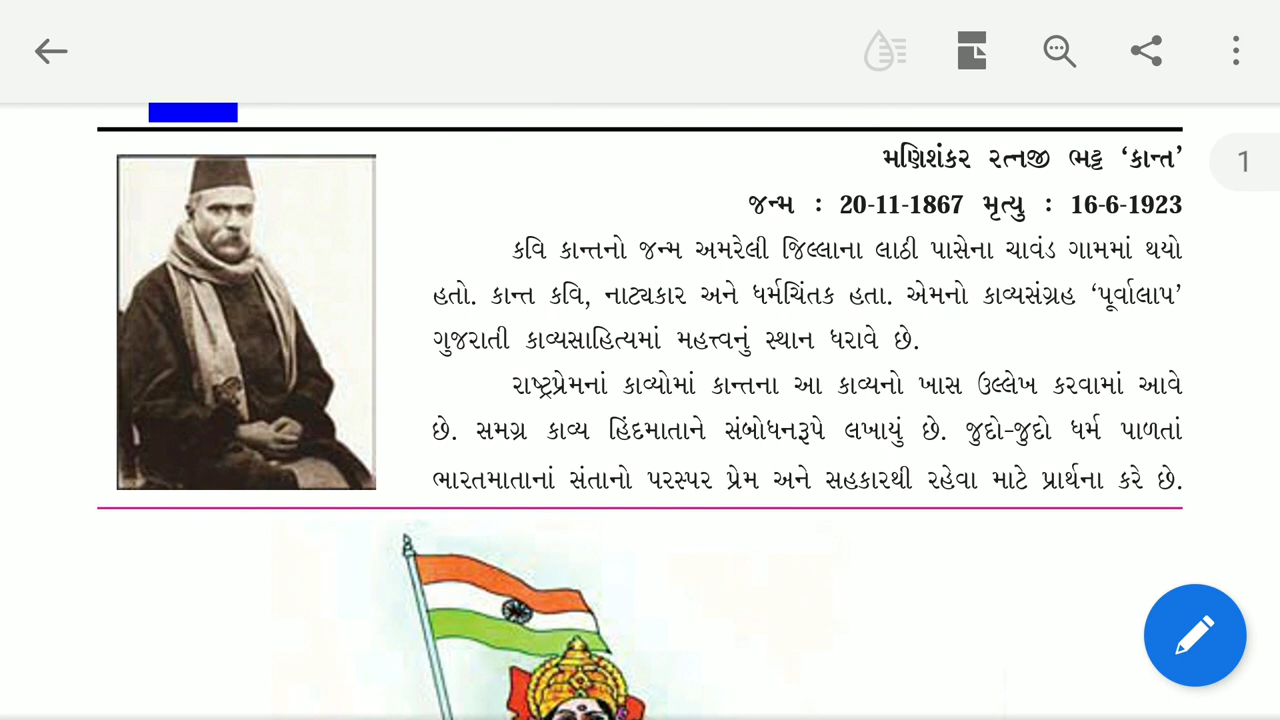 1
મણિશંકર રત્નજી ભટ્ટ ‘કાન્ત’
જન્મ : 20-11-1867 મૃત્યુ : 16-6-1923
કવિ કાન્તનો જન્મ અમરેલી જિલ્લાના લાઠી પાસેના ચાવંડ ગામમાં થયો
હતો. કાન્ત કવિ, નાટ્યકાર અને ધર્મચિંતક હતા. એમનો કાવ્યસંગ્રહ ‘પૂર્વાલાપ’
ગુજરાતી કાવ્યસાહિત્યમાં મહત્ત્વનું સ્થાન ધરાવે છે.
રાષ્ટ્રપ્રેમનાં કાવ્યોમાં કાન્તના આ કાવ્યનો ખાસ ઉલ્લેખ કરવામાં આવે
છે. સમગ્ર કાવ્ય હિંદમાતાને સંબોધનરૂપે લખાયું છે. જુદો-જુદો ધર્મ પાળતાં
ભારતમાતાનાં સંતાનો પરસ્પર પ્રેમ અને સહકારથી રહેવા માટે પ્રાર્થના કરે છે.